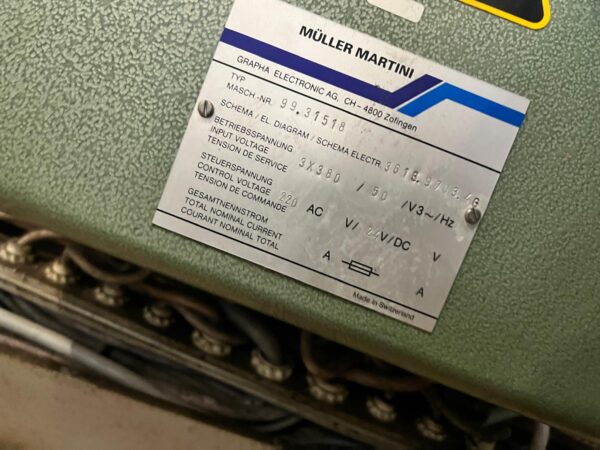 MÜLLER MARTINI
GRAPHA ELECTRONIC AG, CH-4800 Zofingen
TYP
MASCH-NR. 99.31518
SCHEMA / EL. DIAGRAM / SCHEMA ELECTR.
BETRIEBSSPANNUNG
INPUT VOLTAGE 3X380 / 50 /V3~/Hz
TENSION DE SERVICE
STEUERSPANNUNG
CONTROL VOLTAGE 220 AC V/ 24V/DC V
TENSION DE COMMANDE
GESAMTNENNSTROM
TOTAL NOMINAL CURRENT A A
COURANT NOMINAL TOTAL
Made in Switzerland